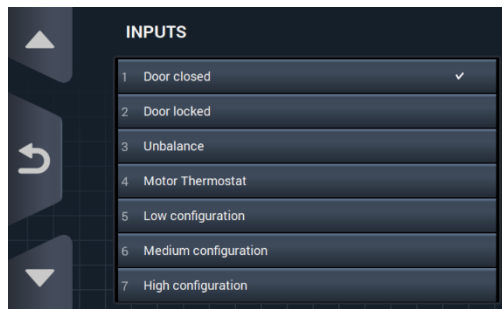 INPUTS
1 Door closed ✓
2 Door locked
3 Unbalance
4 Motor Thermostat
5 Low configuration
6 Medium configuration
7 High configuration